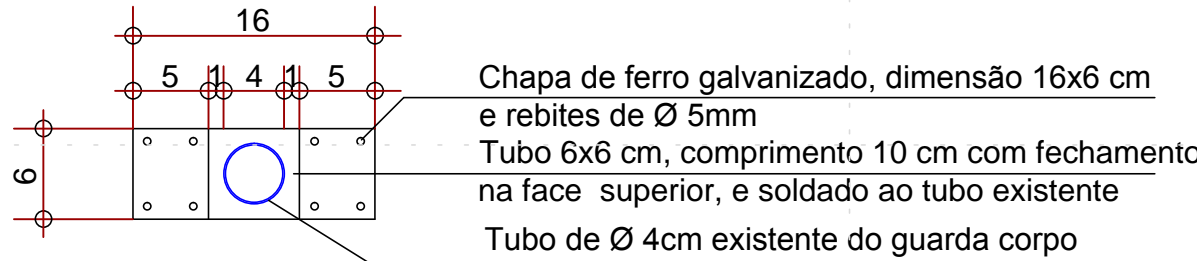 16
5 1 4 1 5
Chapa de ferro galvanizado, dimensão 16x6 cm
e rebites de Ø 5mm
Tubo 6x6 cm, comprimento 10 cm com fechamento
6
na face superior, e soldado ao tubo existente
Tubo de Ø 4cm existente do guarda corpo